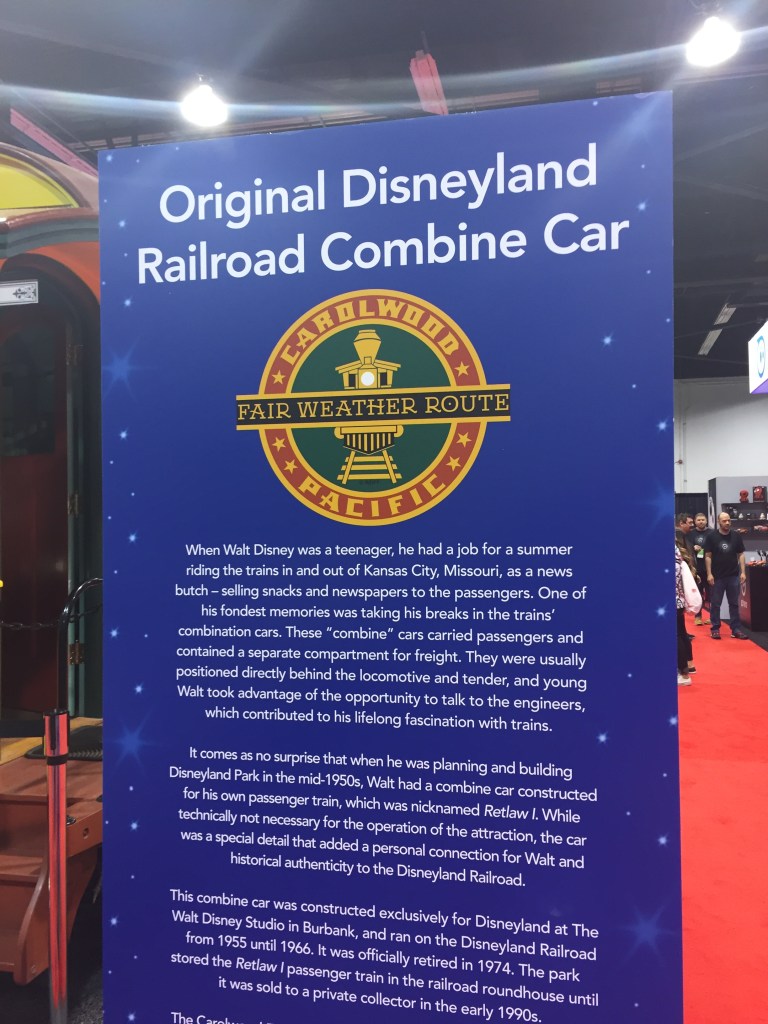 Original Disneyland
Railroad Combine Car
CAROLWOOD
FAIR WEATHER ROUTE
PACIFIC
When Walt Disney was a teenager, he had a job for a summer
riding the trains in and out of Kansas City, Missouri, as a news
butch – selling snacks and newspapers to the passengers. One of
his fondest memories was taking his breaks in the trains’
combination cars. These “combine” cars carried passengers and
contained a separate compartment for freight. They were usually
positioned directly behind the locomotive and tender, and young
Walt took advantage of the opportunity to talk to the engineers,
which contributed to his lifelong fascination with trains.
It comes as no surprise that when he was planning and building
Disneyland Park in the mid-1950s, Walt had a combine car constructed
for his own passenger train, which was nicknamed Retlaw I. While
technically not necessary for the operation of the attraction, the car
was a special detail that added a personal connection for Walt and
historical authenticity to the Disneyland Railroad.
This combine car was constructed exclusively for Disneyland at The
Walt Disney Studio in Burbank, and ran on the Disneyland Railroad
from 1955 until 1966. It was officially retired in 1974. The park
stored the Retlaw I passenger train in the railroad roundhouse until
it was sold to a private collector in the early 1990s.
The